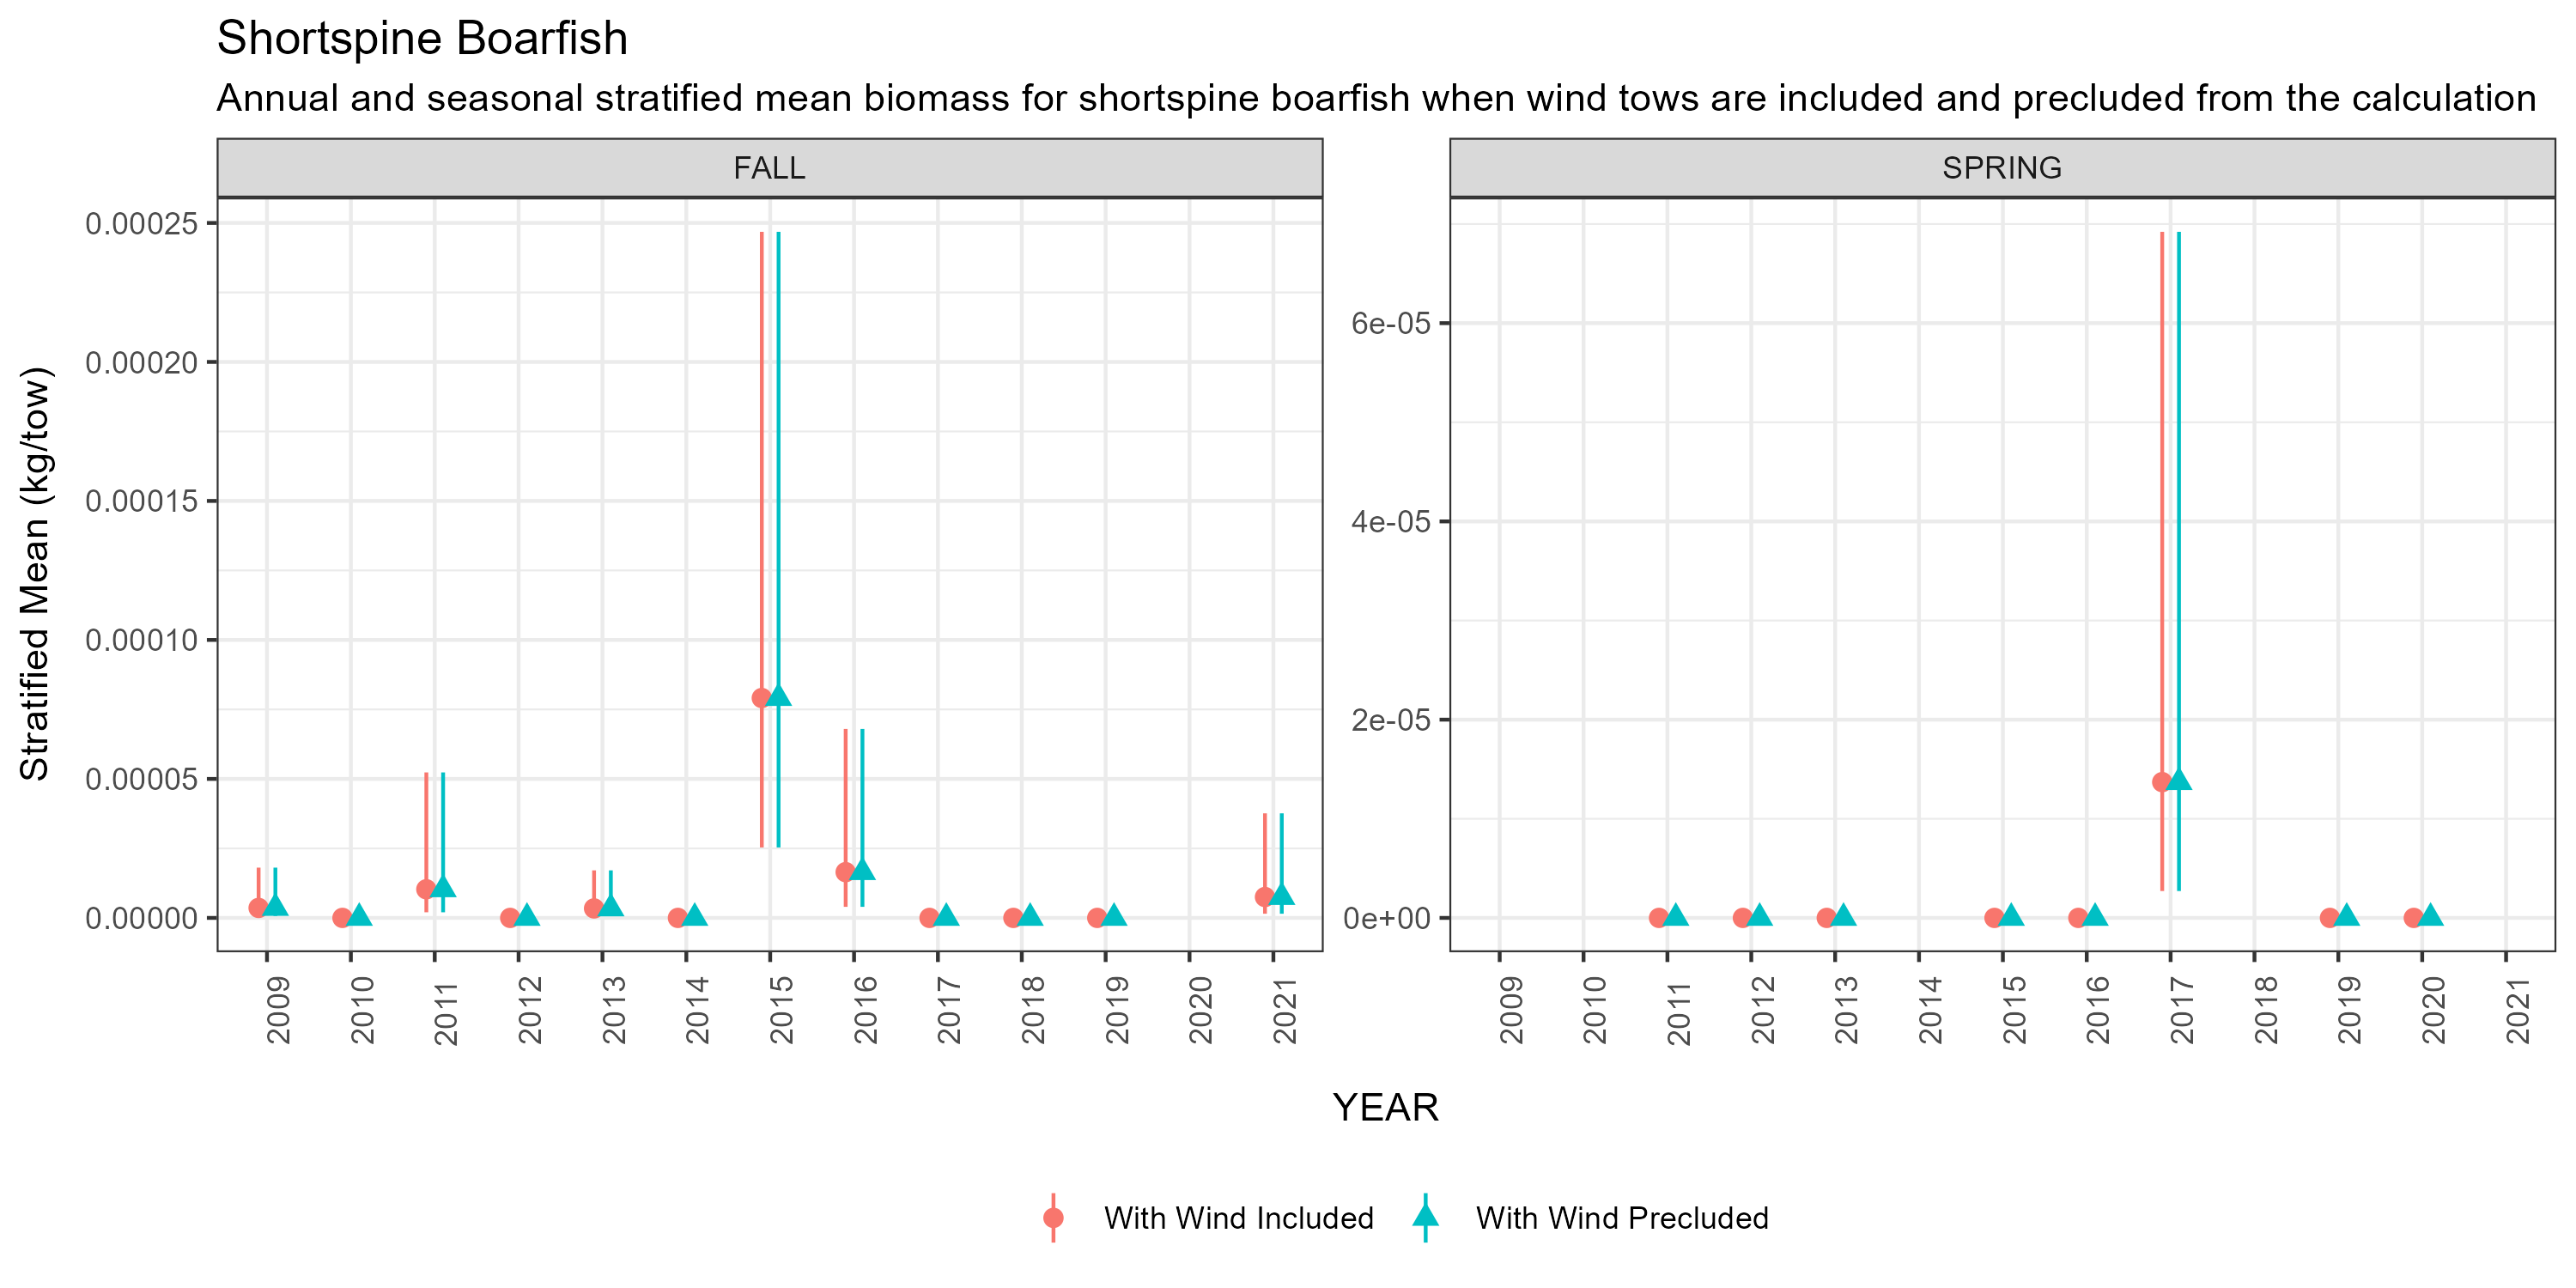 Shortspine Boarfish
Annual and seasonal stratified mean biomass for shortspine boarfish when wind tows are included and precluded from the calculation
FALL
SPRING
Stratified Mean (kg/tow)
0.00025
0.00020
0.00015
0.00010
0.00005
0.00000
6e-05
4e-05
2e-05
0e+00
2009
2010
2011
2012
2013
2014
2015
2016
2017
2018
2019
2020
2021
2009
2010
2011
2012
2013
2014
2015
2016
2017
2018
2019
2020
2021
YEAR
With Wind Included
With Wind Precluded